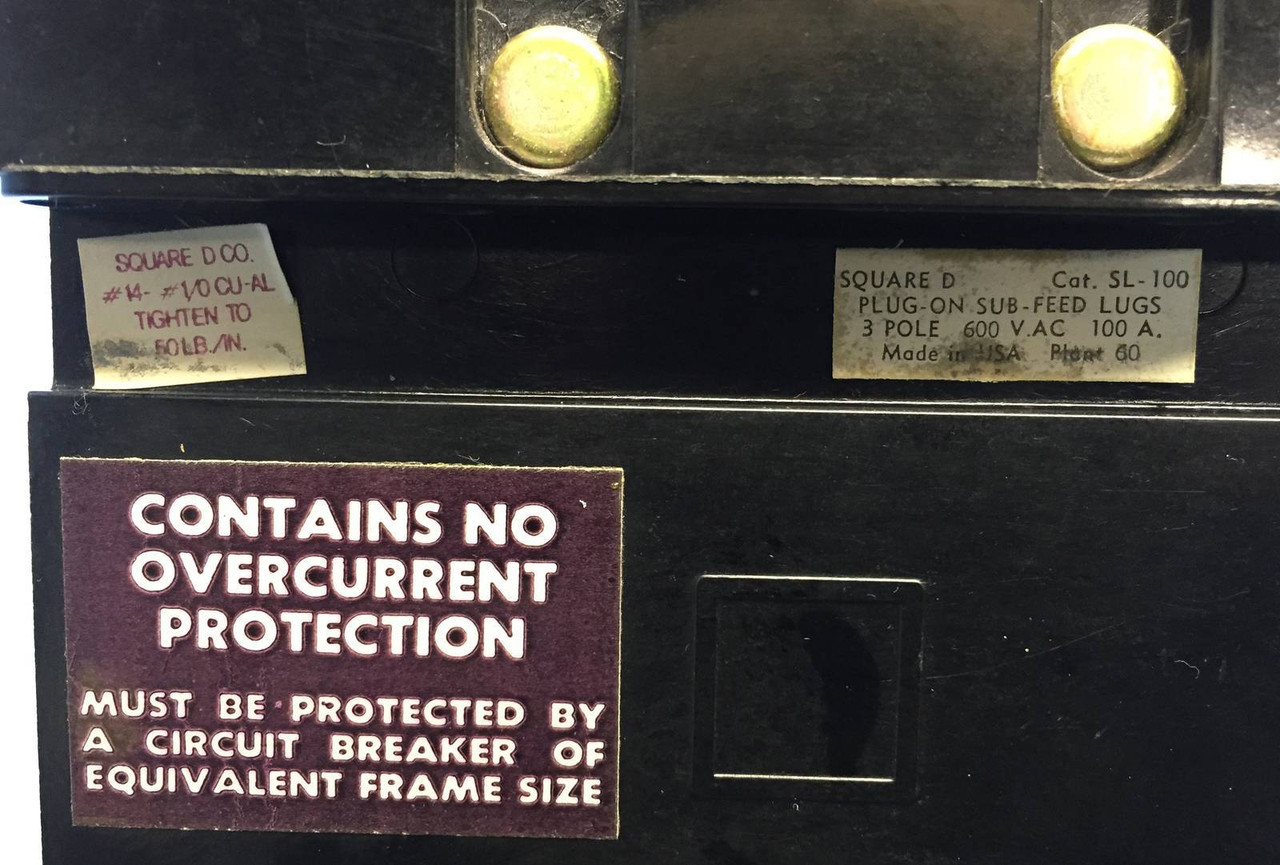 SQUARE D CO.
#14- #1/0 CU-AL
TIGHTEN TO
50 LB./IN.
SQUARE D Cat. SL-100
PLUG-ON SUB-FEED LUGS
3 POLE 600 V.AC 100 A.
Made in USA Plant 60
CONTAINS NO
OVERCURRENT
PROTECTION
MUST BE PROTECTED BY
A CIRCUIT BREAKER OF
EQUIVALENT FRAME SIZE